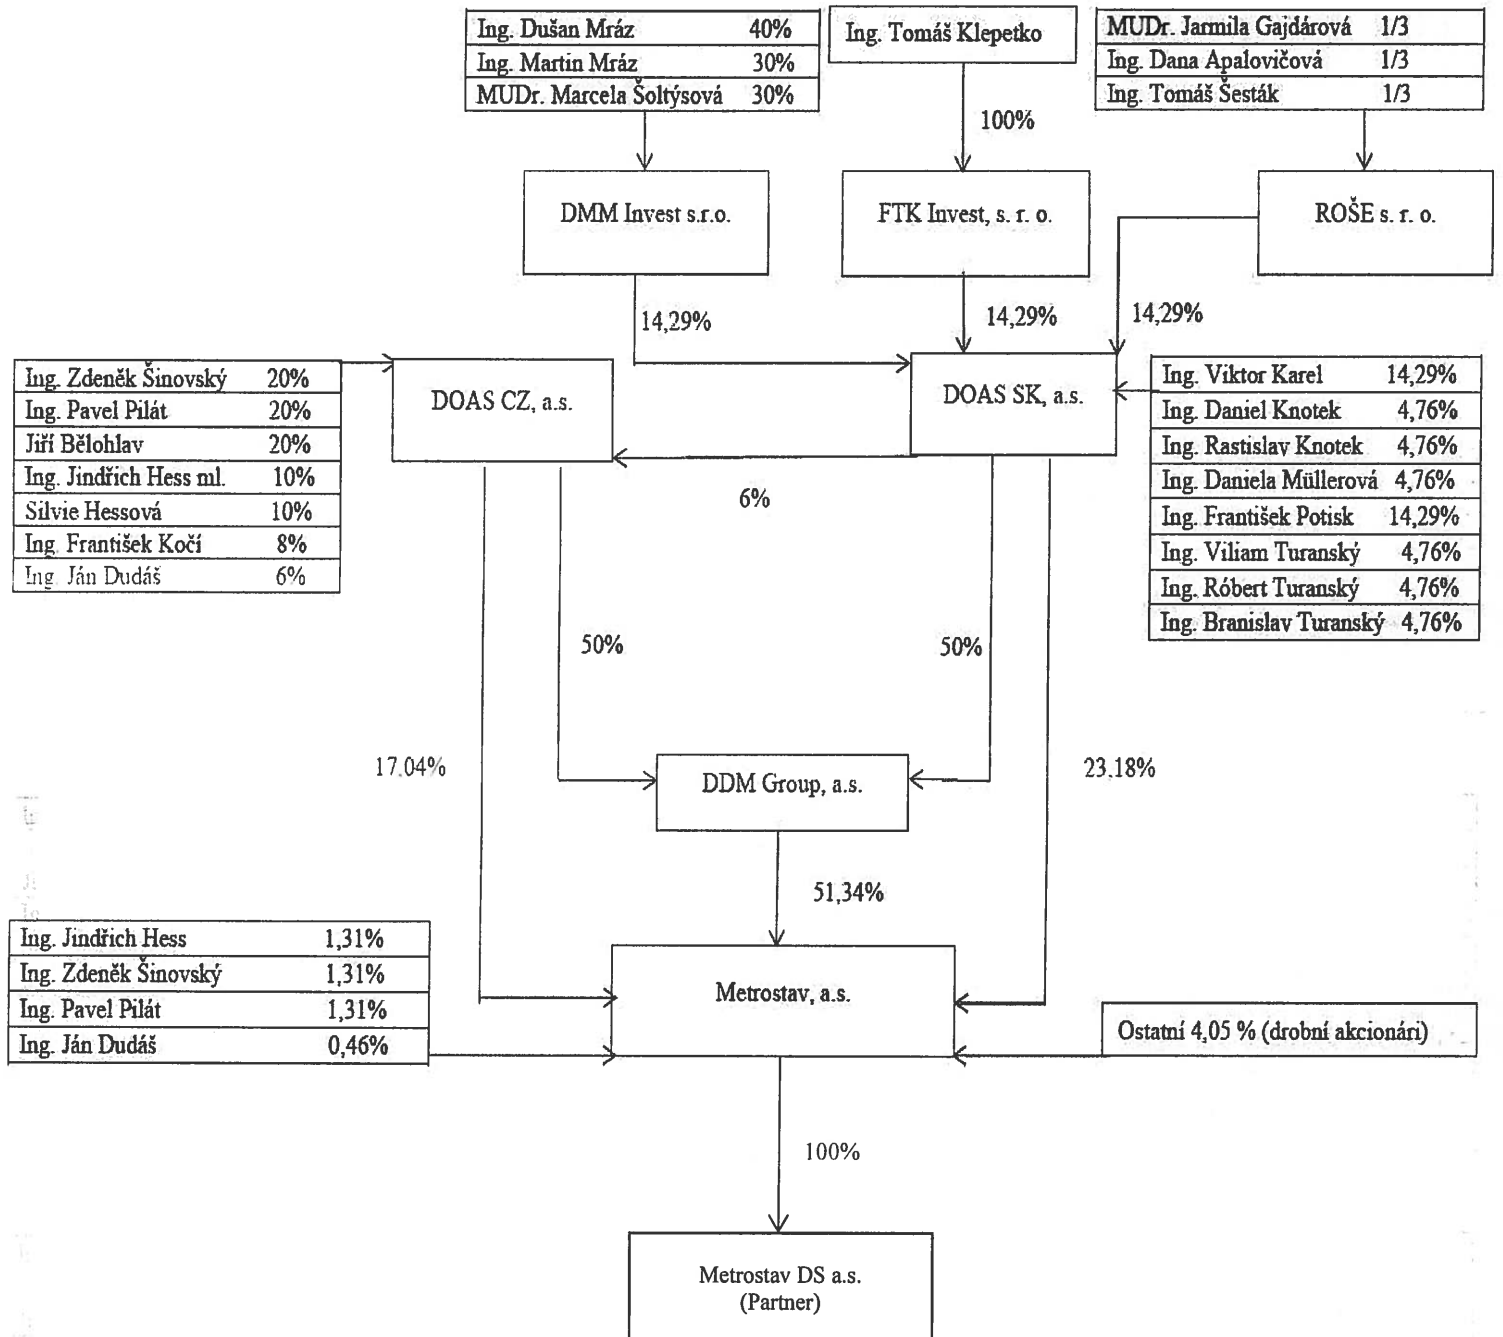 Ing. Dušan Mráz 40%
Ing. Martin Mráz 30%
MUDr. Marcela Šoltýsová 30%
Ing. Tomáš Klepetko
MUDr. Jarmila Gajdárová 1/3
Ing. Dana Apalovičová 1/3
Ing. Tomáš Šesták 1/3
100%
DMM Invest s.r.o.
FTK Invest, s. r. o.
ROŠE s. r. o.
14,29%
14,29%
14,29%
Ing. Zdeněk Šinovský 20%
Ing. Pavel Pilát 20%
Jiří Bělohlav 20%
Ing. Jindřich Hess ml. 10%
Silvie Hessová 10%
Ing. František Kočí 8%
Ing. Ján Dudáš 6%
DOAS CZ, a.s.
DOAS SK, a.s.
Ing. Viktor Karel 14,29%
Ing. Daniel Knotek 4,76%
Ing. Rastislav Knotek 4,76%
Ing. Daniela Müllerová 4,76%
Ing. František Potisk 14,29%
Ing. Viliam Turanský 4,76%
Ing. Róbert Turanský 4,76%
Ing. Branislav Turanský 4,76%
6%
50%
50%
17.04%
DDM Group, a.s.
23.18%
51,34%
Ing. Jindřich Hess 1,31%
Ing. Zdeněk Šinovský 1,31%
Ing. Pavel Pilát 1,31%
Ing. Ján Dudáš 0,46%
Metrostav, a.s.
Ostatní 4,05 % (drobní akcionári)
100%
Metrostav DS a.s.
(Partner)